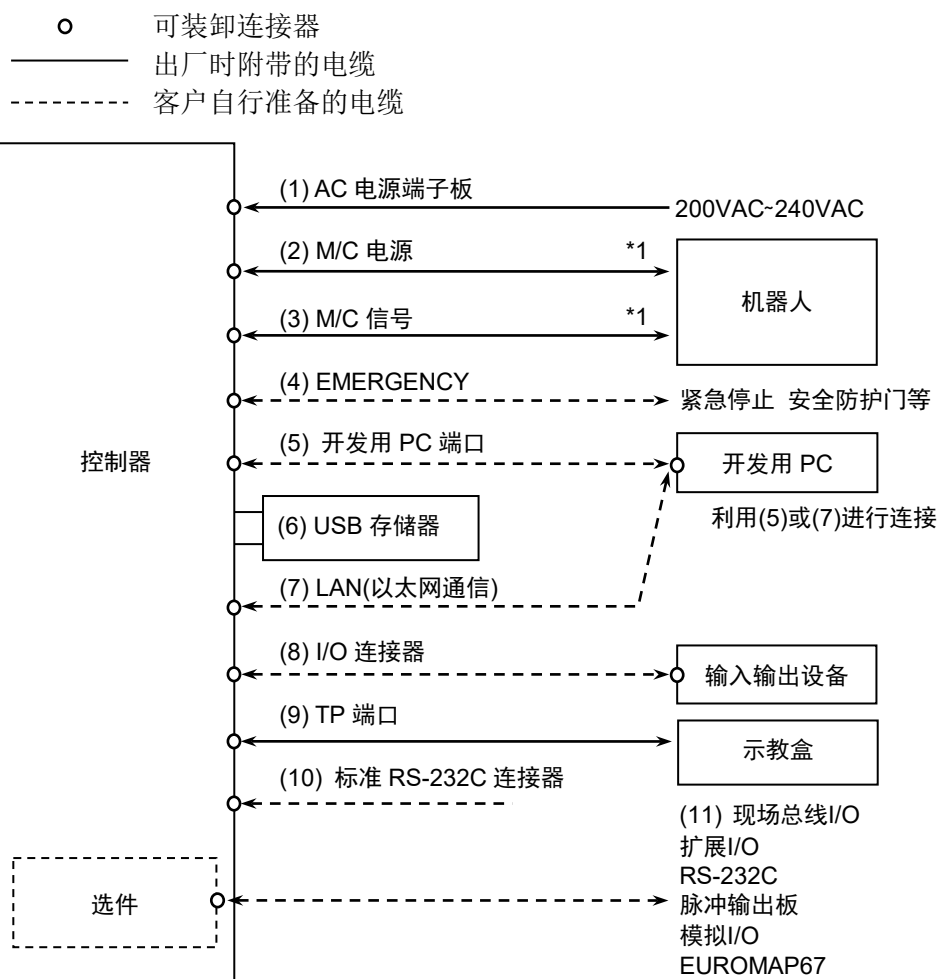 可装卸连接器
出厂时附带的电缆
客户自行准备的电缆
(1) AC 电源端子板
200VAC~240VAC
(2) M/C 电源
*1
机器人
(3) M/C 信号
*1
(4) EMERGENCY
紧急停止 安全防护门等
控制器
(5) 开发用 PC 端口
开发用 PC
利用(5)或(7)进行连接
(6) USB 存储器
(7) LAN(以太网通信)
(8) I/O 连接器
输入输出设备
(9) TP 端口
示教盒
(10) 标准 RS-232C 连接器
选件
(11) 现场总线I/O
扩展I/O
RS-232C
脉冲输出板
模拟I/O
EUROMAP67